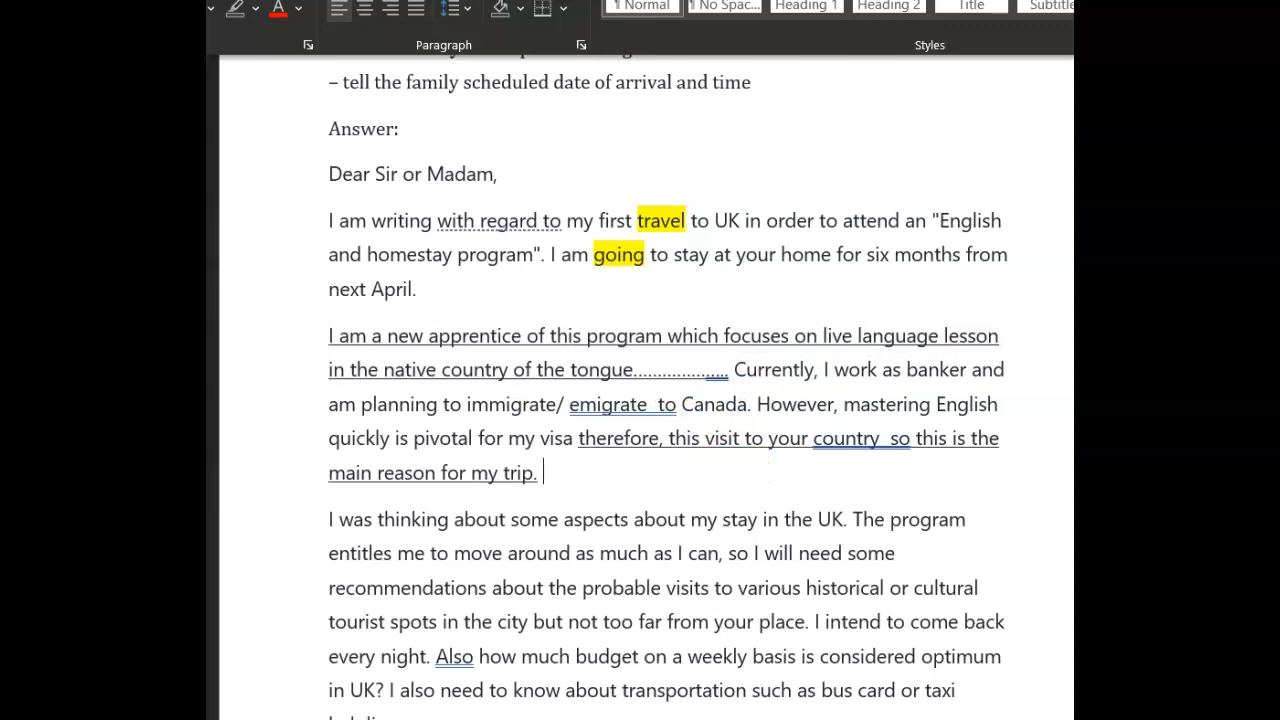 ¶ Normal ¶ No Spac... Heading 1 Heading 2 Title Subtitle
Paragraph Styles
– tell the family scheduled date of arrival and time
Answer:
Dear Sir or Madam,
I am writing with regard to my first travel to UK in order to attend an "English
and homestay program". I am going to stay at your home for six months from
next April.
I am a new apprentice of this program which focuses on live language lesson
in the native country of the tongue..................... Currently, I work as banker and
am planning to immigrate/ emigrate  to Canada. However, mastering English
quickly is pivotal for my visa therefore, this visit to your country  so this is the
main reason for my trip.
I was thinking about some aspects about my stay in the UK. The program
entitles me to move around as much as I can, so I will need some
recommendations about the probable visits to various historical or cultural
tourist spots in the city but not too far from your place. I intend to come back
every night. Also how much budget on a weekly basis is considered optimum
in UK? I also need to know about transportation such as bus card or taxi